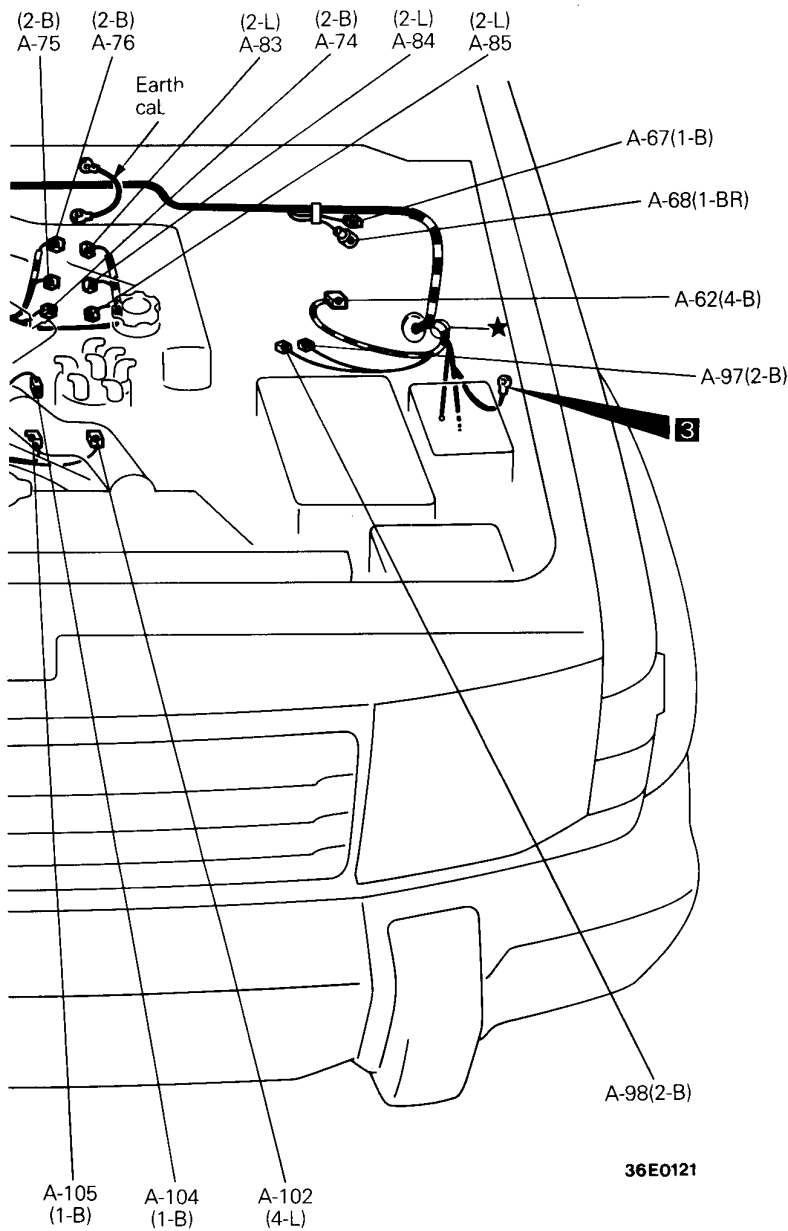 (2-B) (2-B) (2-L) (2-B) (2-L) (2-L)
A-75 A-76 A-83 A-74 A-84 A-85
Earth
cal.
A-67(1-B)
A-68(1-BR)
A-62(4-B)
★
A-97(2-B)
3
A-98(2-B)
36E0121
A-105 A-104 A-102
(1-B) (1-B) (4-L)